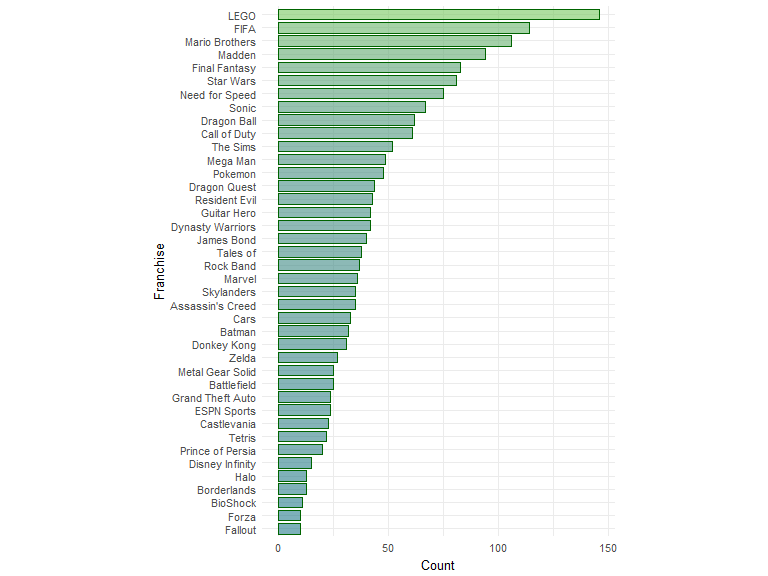 LEGO
FIFA
Mario Brothers
Madden
Final Fantasy
Star Wars
Need for Speed
Sonic
Dragon Ball
Call of Duty
The Sims
Mega Man
Pokemon
Dragon Quest
Resident Evil
Guitar Hero
Dynasty Warriors
James Bond
Tales of
Rock Band
Marvel
Skylanders
Assassin's Creed
Cars
Batman
Donkey Kong
Zelda
Metal Gear Solid
Battlefield
Grand Theft Auto
ESPN Sports
Castlevania
Tetris
Prince of Persia
Disney Infinity
Halo
Borderlands
BioShock
Forza
Fallout
Franchise
0 50 100 150
Count